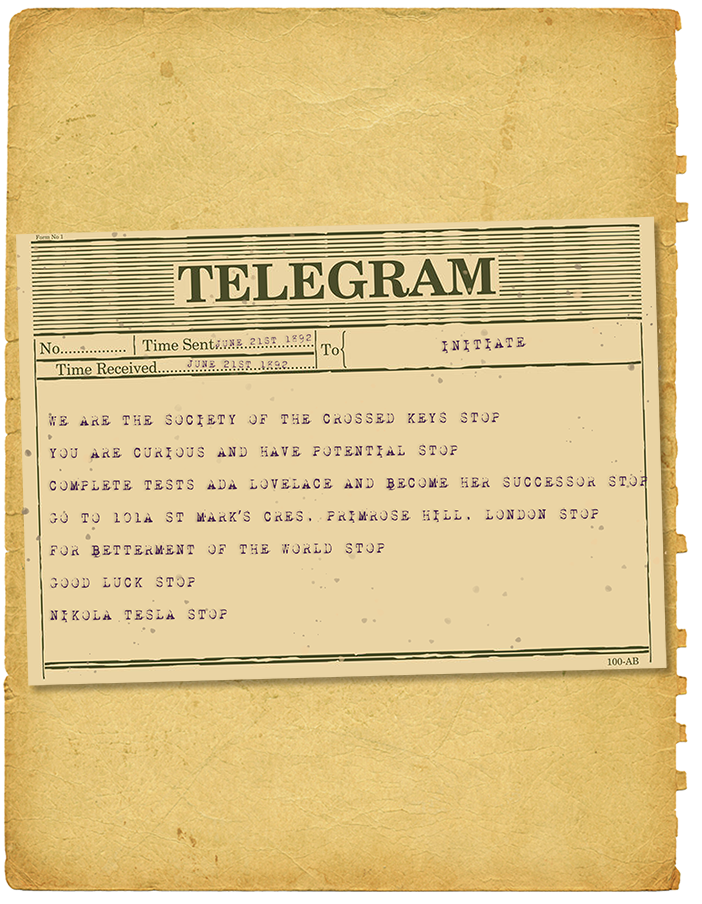 Form No 1
TELEGRAM
No................ Time Sent JUNE 21ST 1892 To INITIATE
Time Received JUNE 21ST 1892
WE ARE THE SOCIETY OF THE CROSSED KEYS STOP
YOU ARE CURIOUS AND HAVE POTENTIAL STOP
COMPLETE TESTS ADA LOVELACE AND BECOME HER SUCCESSOR STOP
GO TO 101A ST MARK'S CRES. PRIMROSE HILL. LONDON STOP
FOR BETTERMENT OF THE WORLD STOP
GOOD LUCK STOP
NIKOLA TESLA STOP
100-AB